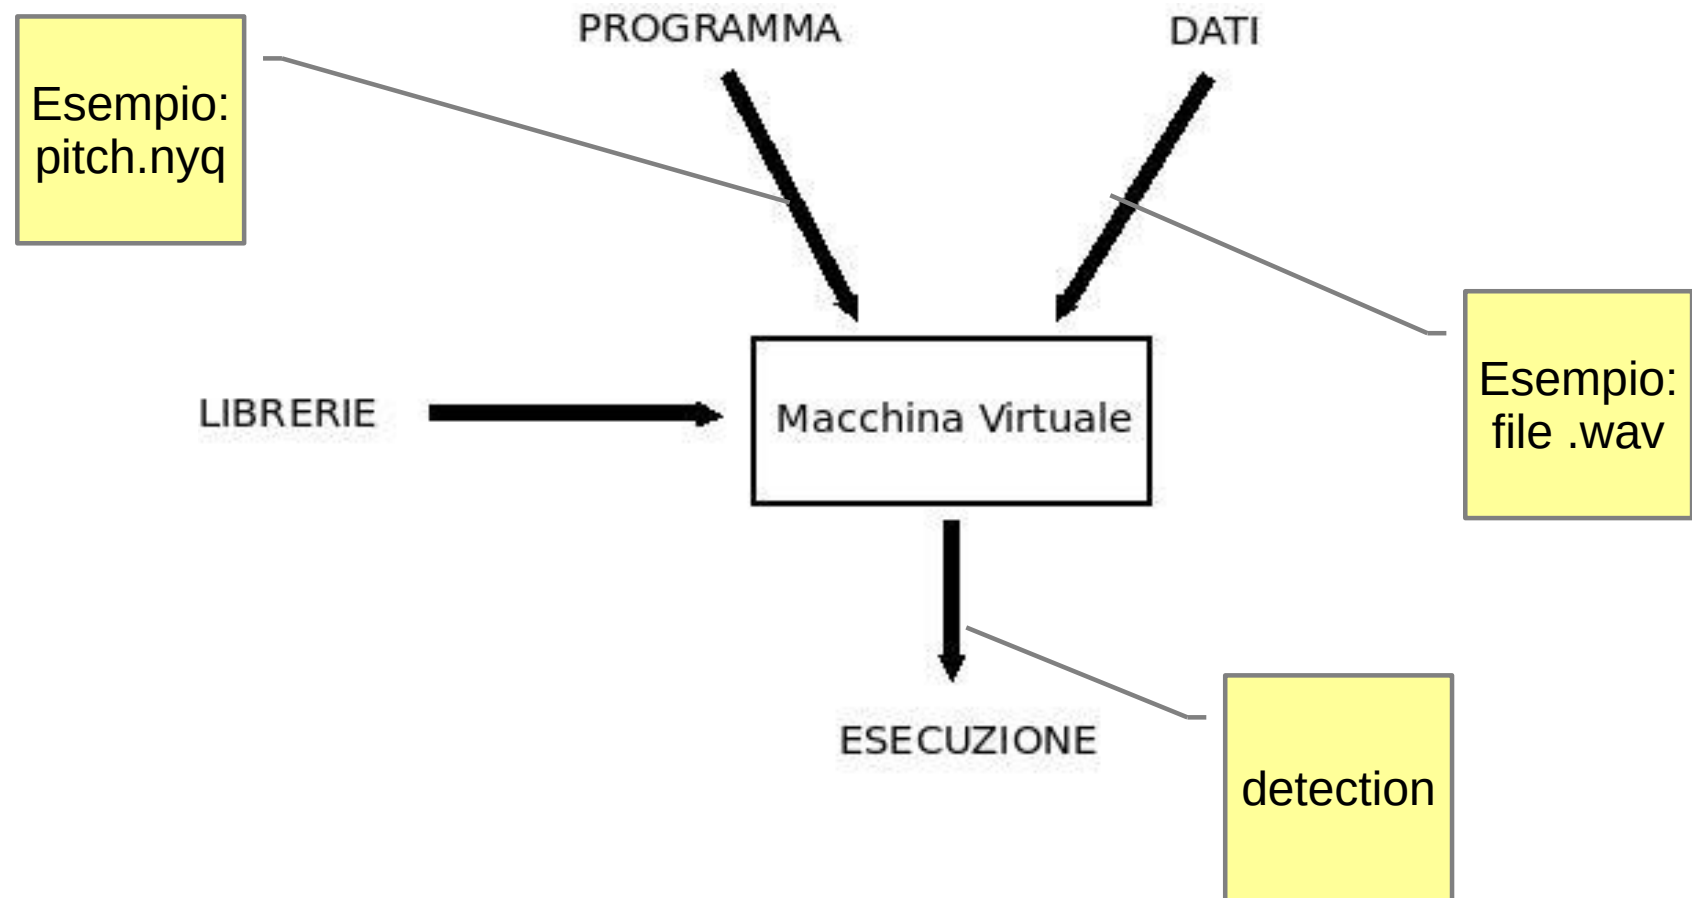 PROGRAMMA
DATI
Esempio:
pitch.nyq
LIBRERIE
Macchina Virtuale
Esempio:
file .wav
ESECUZIONE
detection